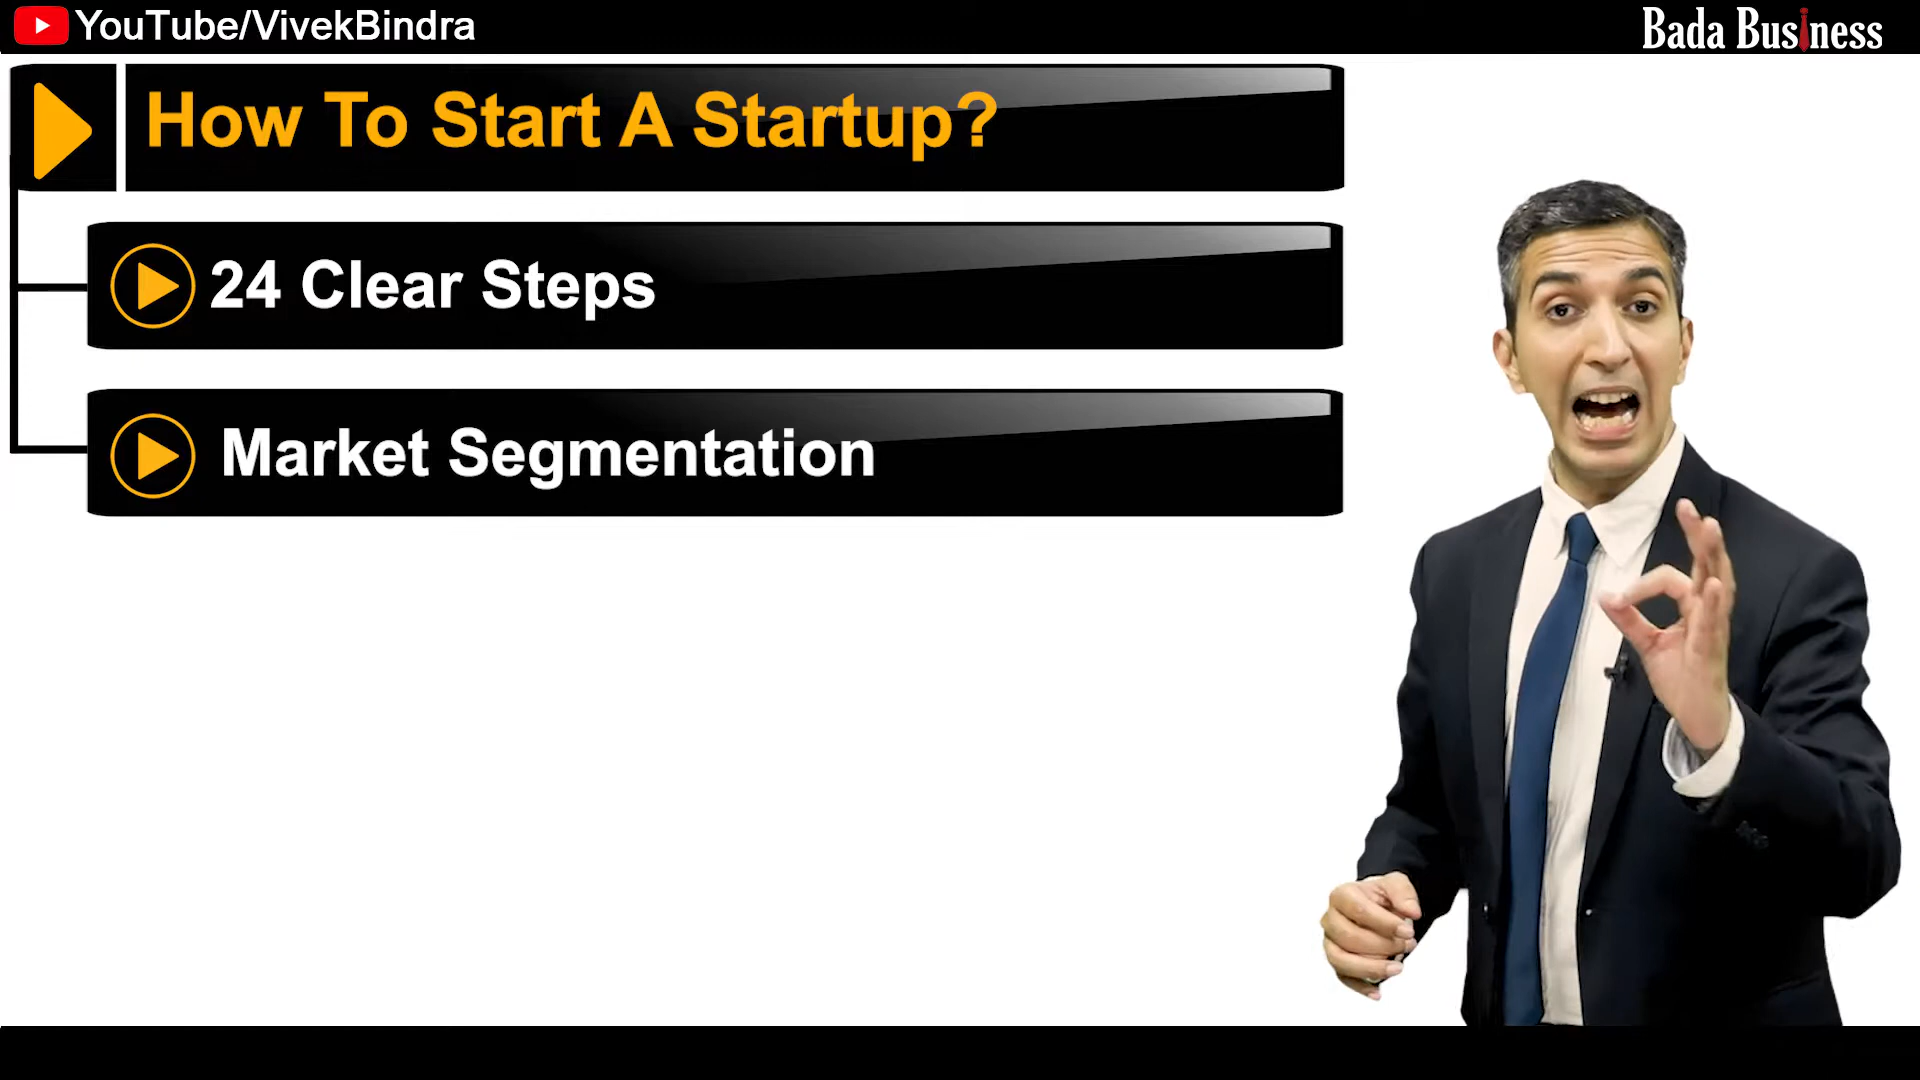 YouTube/VivekBindra
Bada Business
How To Start A Startup?
24 Clear Steps
Market Segmentation